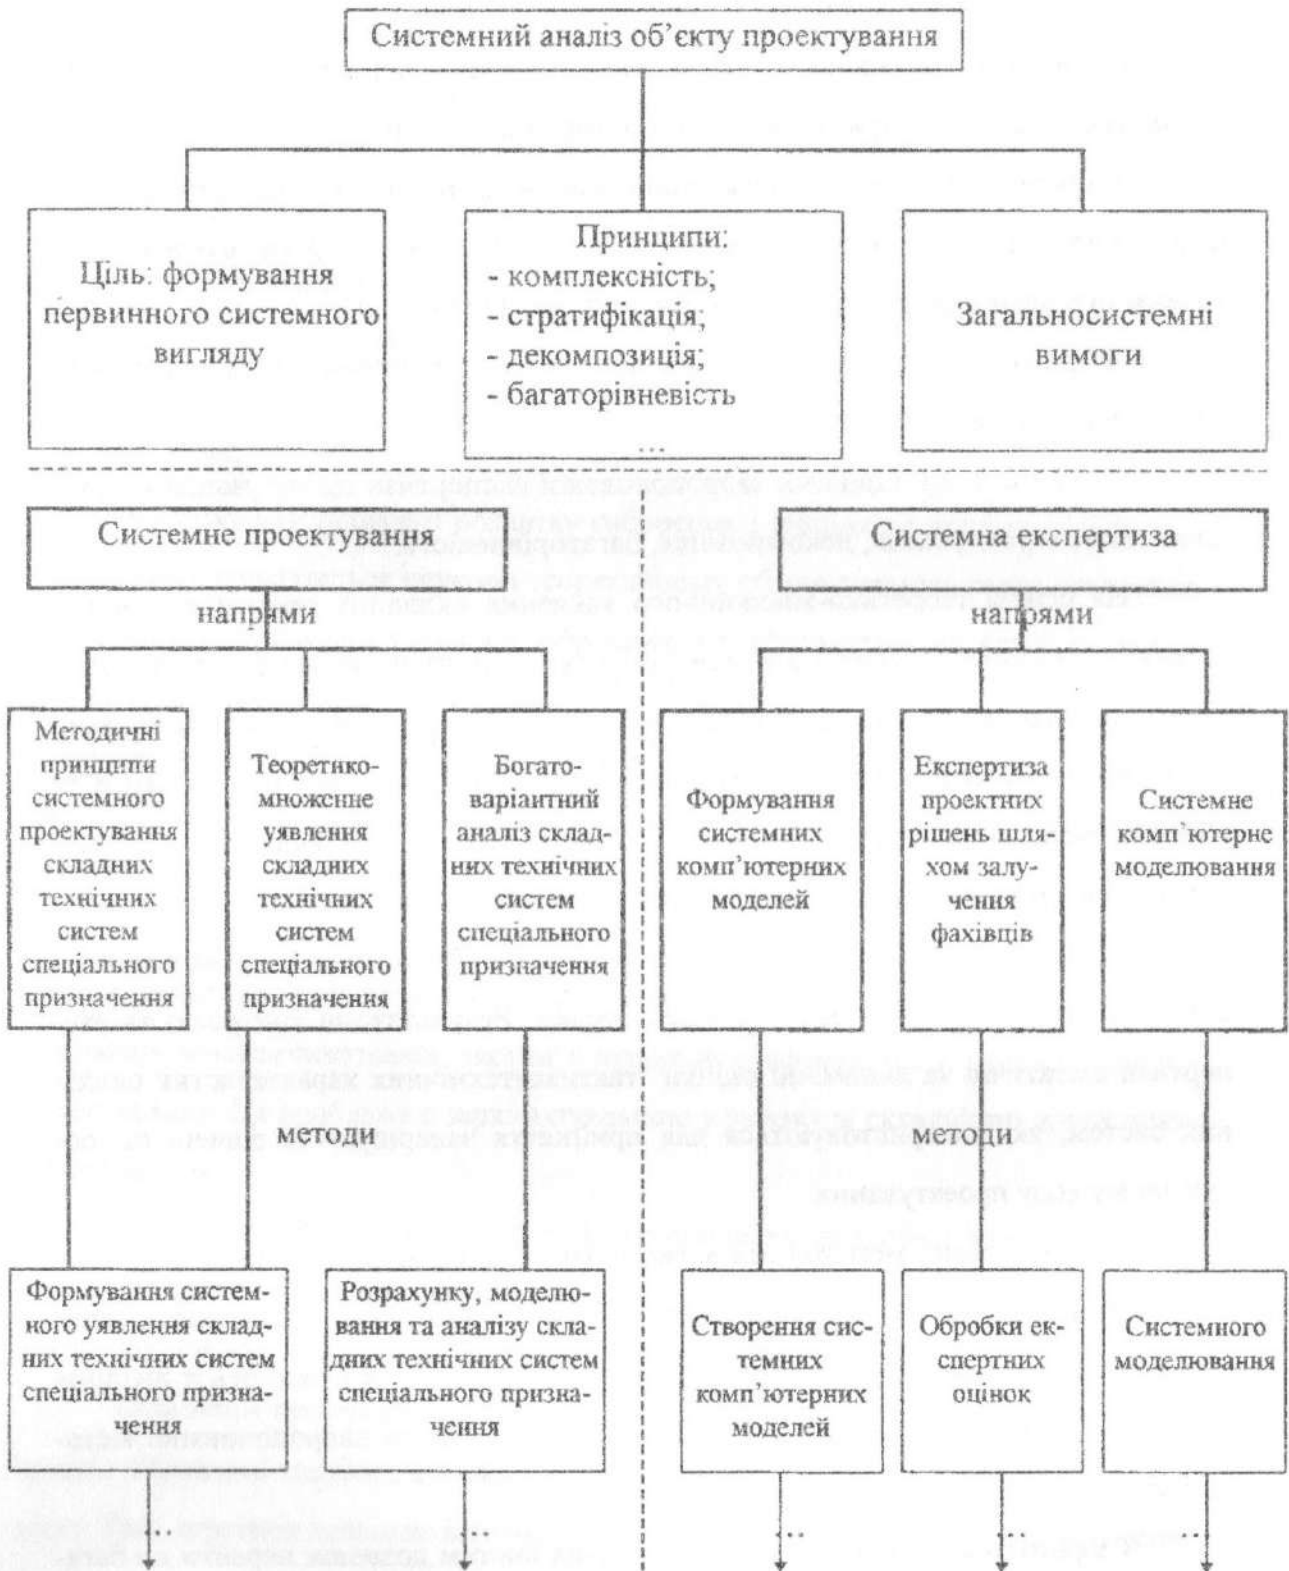 Системний аналіз об’єкту проектування
Ціль: формування
первинного системного
вигляду
Принципи:
- комплексність;
- стратифікація;
- декомпозиція;
- багаторівневість
...
Загальносистемні
вимоги
Системне проектування
напрями
Системна експертиза
напрями
Методичні
принципи
системного
проектування
складних
технічних
систем
спеціального
призначення
Теоретико-
множенне
уявлення
складних
технічних
систем
спеціального
призначення
Богато-
варіантний
аналіз склад-
них технічних
систем
спеціального
призначення
Формування
системних
комп’ютерних
моделей
Експертиза
проектних
рішень шля-
хом залу-
чення
фахівців
Системне
комп’ютерне
моделювання
методи
методи
Формування систем-
ного уявлення склад-
них технічних систем
спеціального призна-
чення
Розрахунку, моделю-
вання та аналізу скла-
дних технічних систем
спеціального призна-
чення
Створення сис-
темних
комп’ютерних
моделей
Обробки ек-
спертних
оцінок
Системного
моделювання
...
...
...
...
...